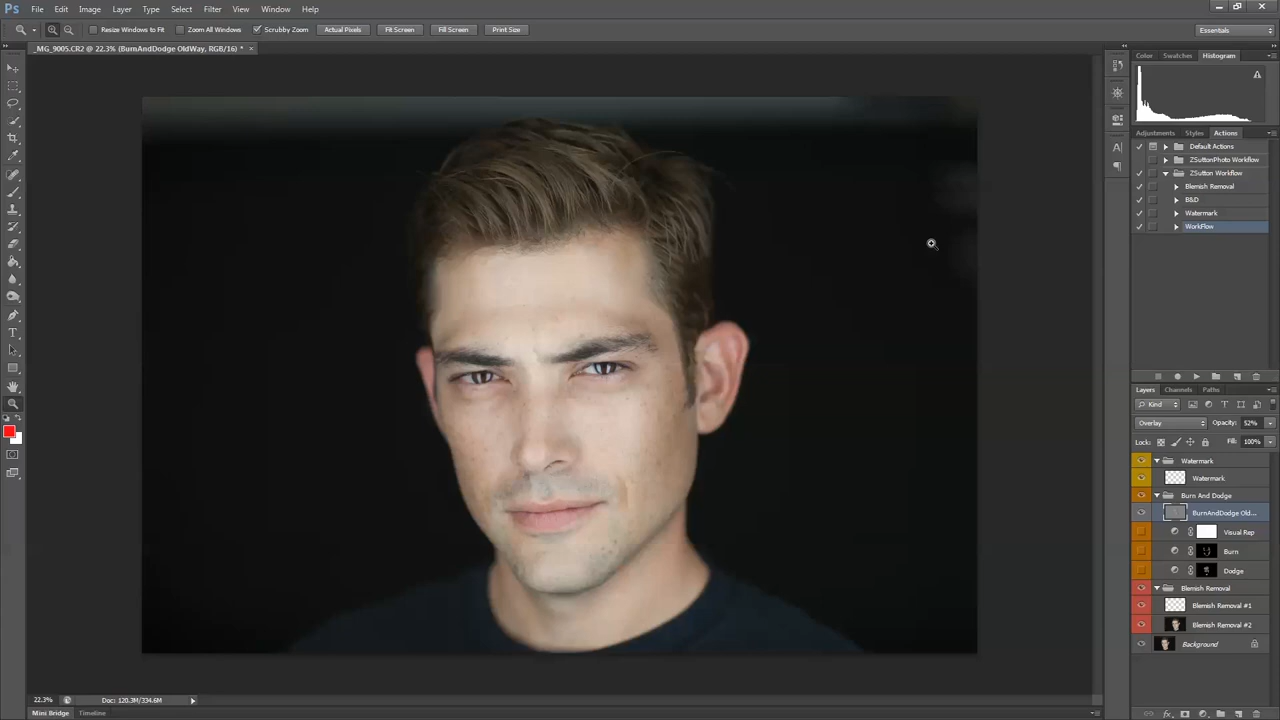 Ps File Edit Image Layer Type Select Filter View Window Help
Resize Windows to Fit Zoom All Windows Scrubby Zoom Actual Pixels Fit Screen Fill Screen Print Size Essentials
_MG_9005.CR2 @ 22.3% (BurnAndDodge OldWay, RGB/16) * ×
Color Swatches Histogram
Adjustments Styles Actions
Default Actions
ZSuttonPhoto Workflow
ZSutton Workflow
Blemish Removal
B&D
Watermark
WorkFlow
Layers Channels Paths
Kind
Overlay Opacity: 52%
Lock: Fill: 100%
Watermark
Watermark
Burn And Dodge
BurnAndDodge Old...
Visual Rep
Burn
Dodge
Blemish Removal
Blemish Removal #1
Blemish Removal #2
Background
22.3% Doc: 120.3M/334.6M
Mini Bridge Timeline